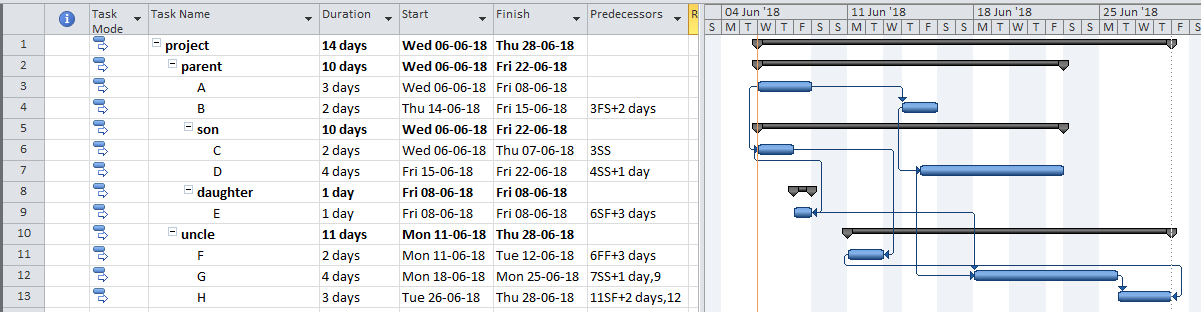 Task Mode Task Name Duration Start Finish Predecessors R 04 Jun '18 11 Jun '18 18 Jun '18 25 Jun '18
S M T W T F S S M T W T F S S M T W T F S S M T W T F S
1 project 14 days Wed 06-06-18 Thu 28-06-18
2 parent 10 days Wed 06-06-18 Fri 22-06-18
3 A 3 days Wed 06-06-18 Fri 08-06-18
4 B 2 days Thu 14-06-18 Fri 15-06-18 3FS+2 days
5 son 10 days Wed 06-06-18 Fri 22-06-18
6 C 2 days Wed 06-06-18 Thu 07-06-18 3SS
7 D 4 days Fri 15-06-18 Fri 22-06-18 4SS+1 day
8 daughter 1 day Fri 08-06-18 Fri 08-06-18
9 E 1 day Fri 08-06-18 Fri 08-06-18 6SF+3 days
10 uncle 11 days Mon 11-06-18 Thu 28-06-18
11 F 2 days Mon 11-06-18 Tue 12-06-18 6FF+3 days
12 G 4 days Mon 18-06-18 Mon 25-06-18 7SS+1 day,9
13 H 3 days Tue 26-06-18 Thu 28-06-18 11SF+2 days,12